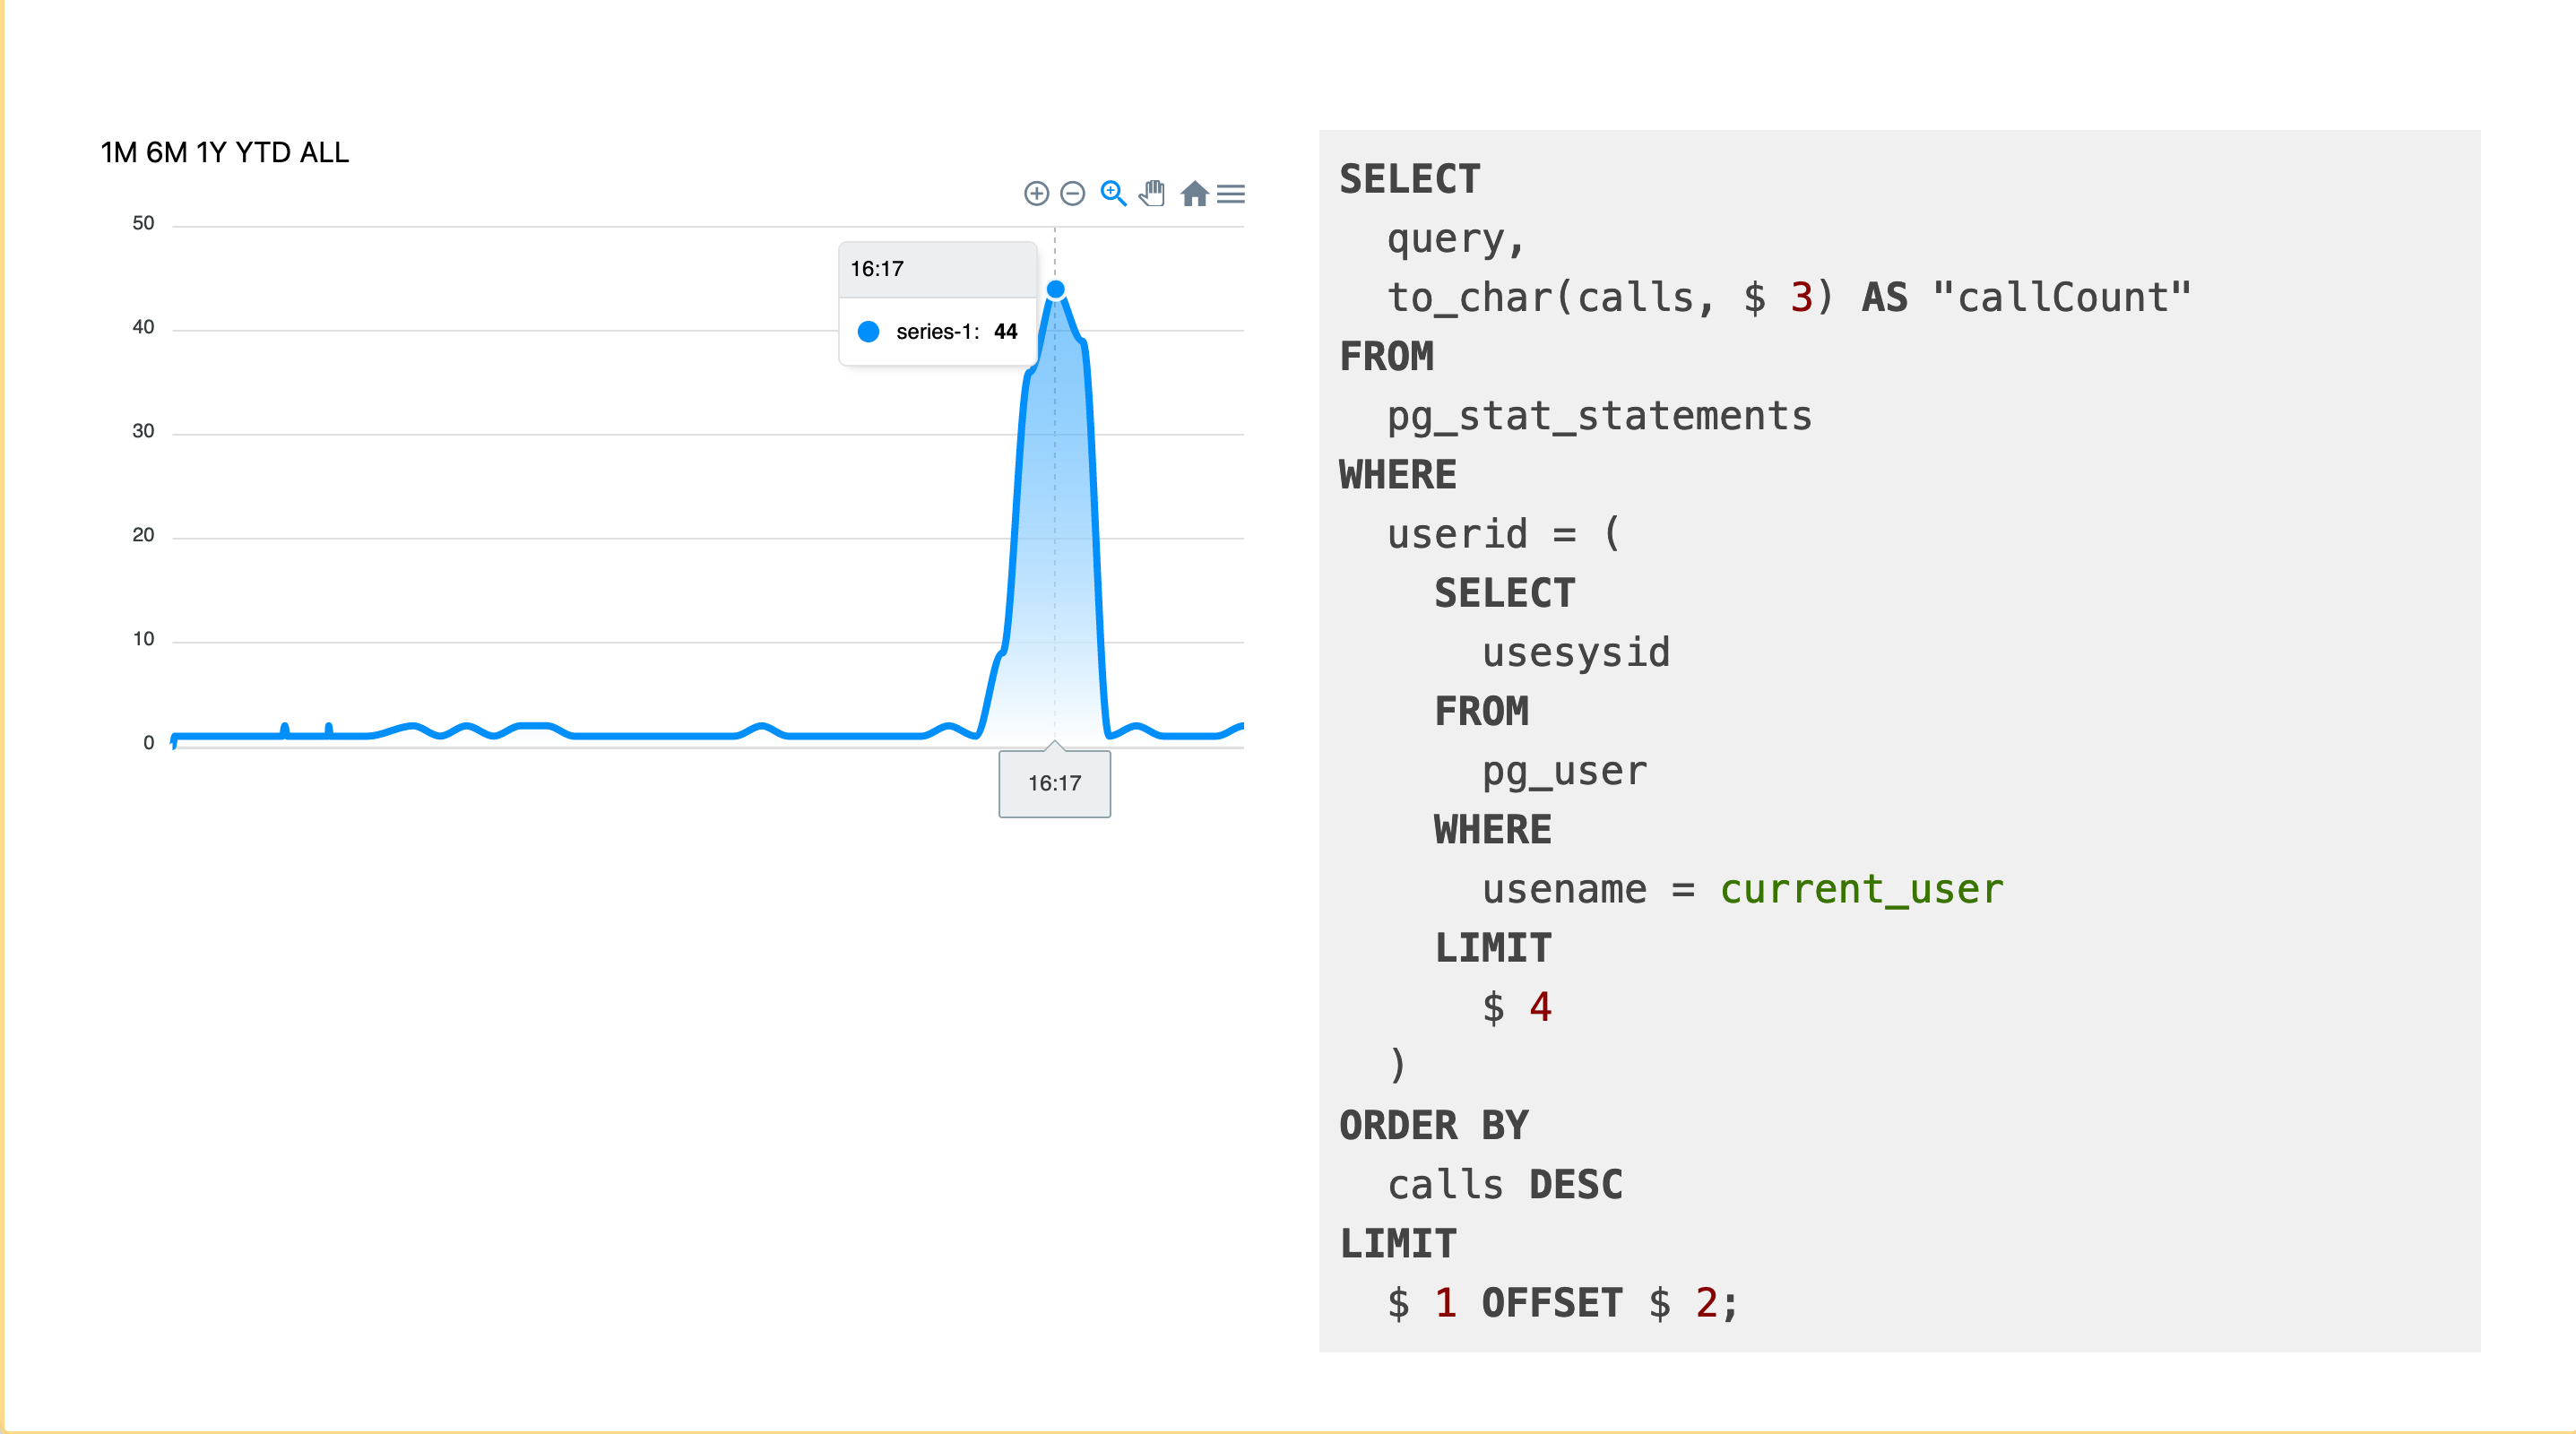 1M 6M 1Y YTD ALL
50
40
30
20
10
0
16:17
series-1: 44
16:17
SELECT
query,
to_char(calls, $ 3) AS "callCount"
FROM
pg_stat_statements
WHERE
userid = (
SELECT
usesysid
FROM
pg_user
WHERE
usename = current_user
LIMIT
$ 4
)
ORDER BY
calls DESC
LIMIT
$ 1 OFFSET $ 2;